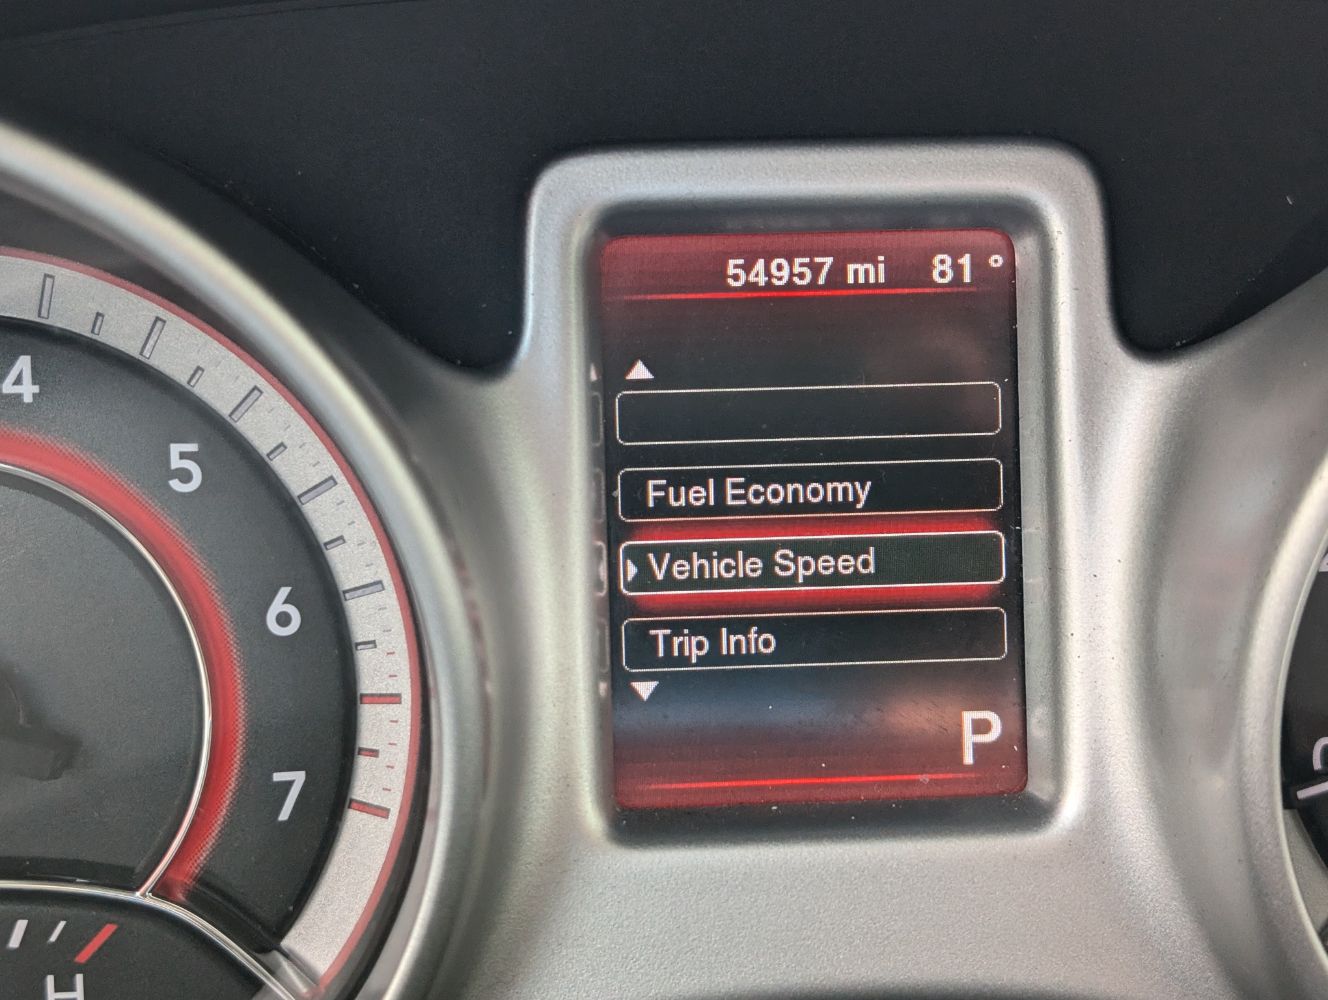 54957 mi 81°
4
5
Fuel Economy
Vehicle Speed
6
Trip Info
P
7
H